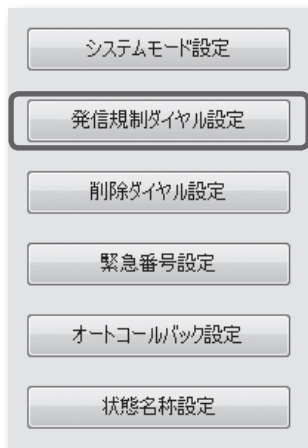 システムモード設定
発信規制ダイヤル設定
削除ダイヤル設定
緊急番号設定
オートコールバック設定
状態名称設定